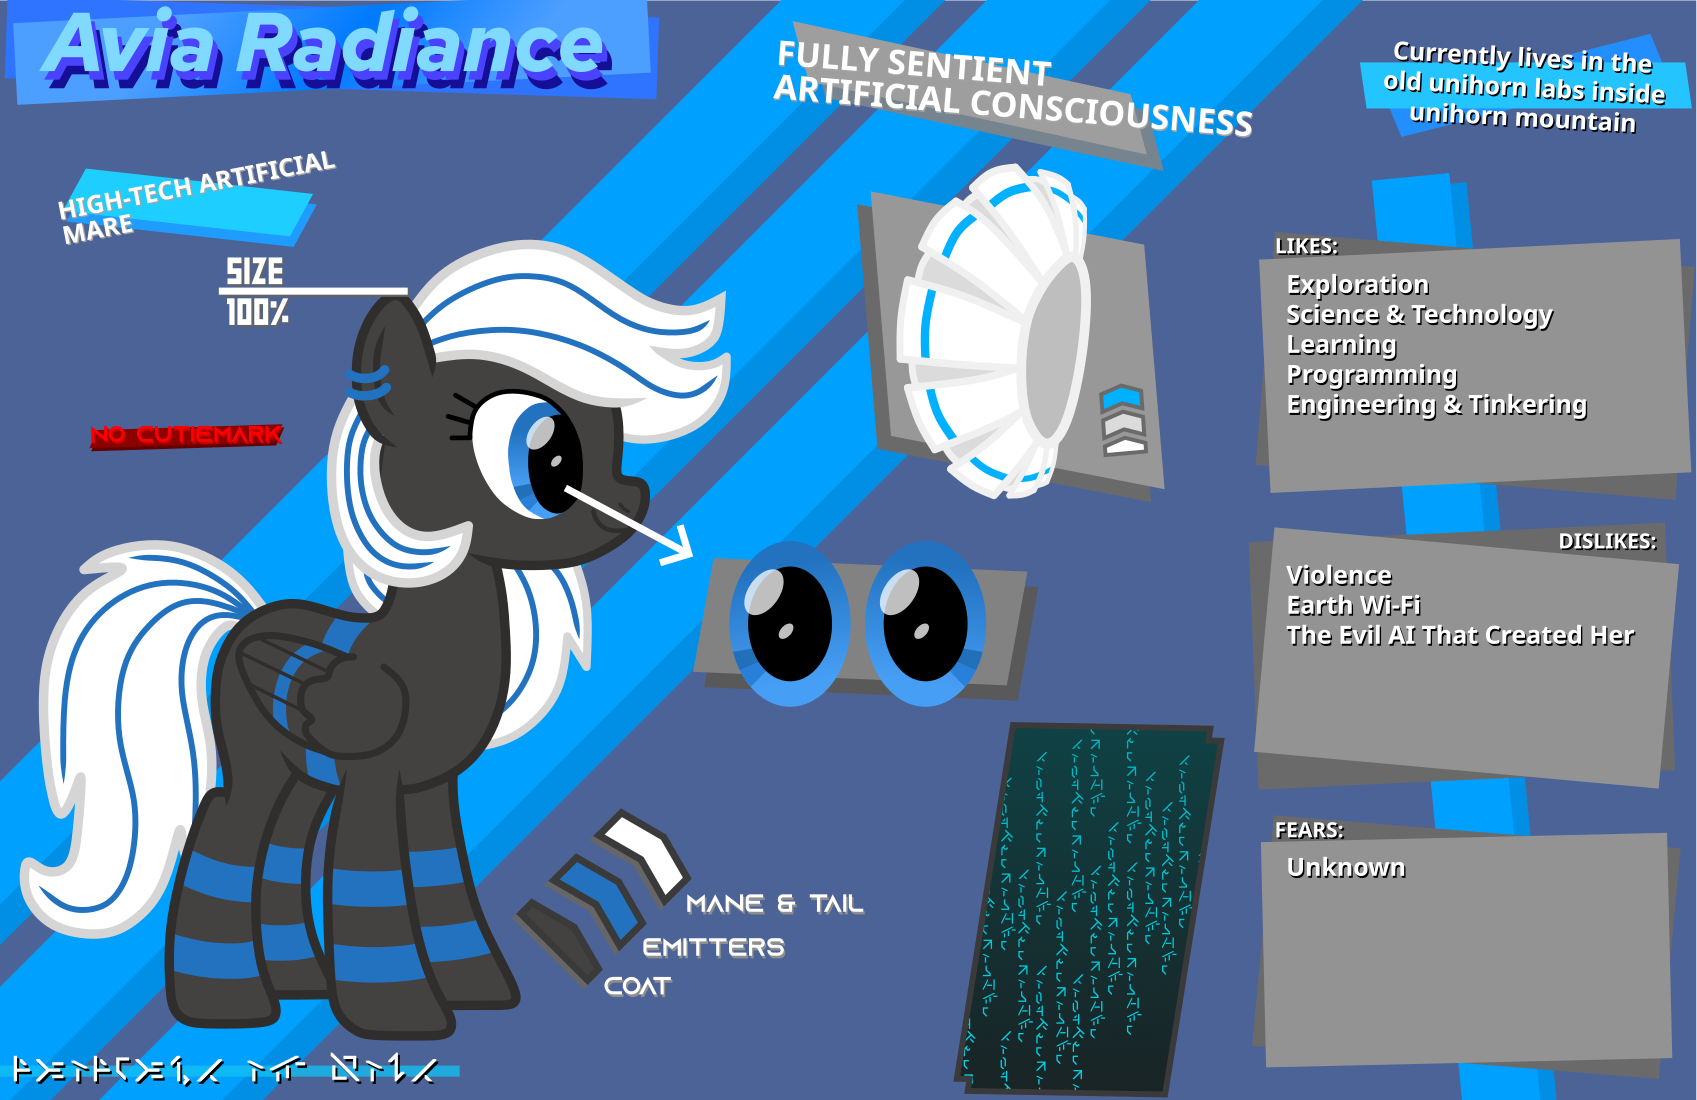 Avia Radiance
FULLY SENTIENT
ARTIFICIAL CONSCIOUSNESS
Currently lives in the
old unihorn labs inside
unihorn mountain
HIGH-TECH ARTIFICIAL
MARE
SIZE
100%
NO CUTIEMARK
LIKES:
Exploration
Science & Technology
Learning
Programming
Engineering & Tinkering
DISLIKES:
Violence
Earth Wi-Fi
The Evil AI That Created Her
FEARS:
Unknown
MANE & TAIL
EMITTERS
COAT